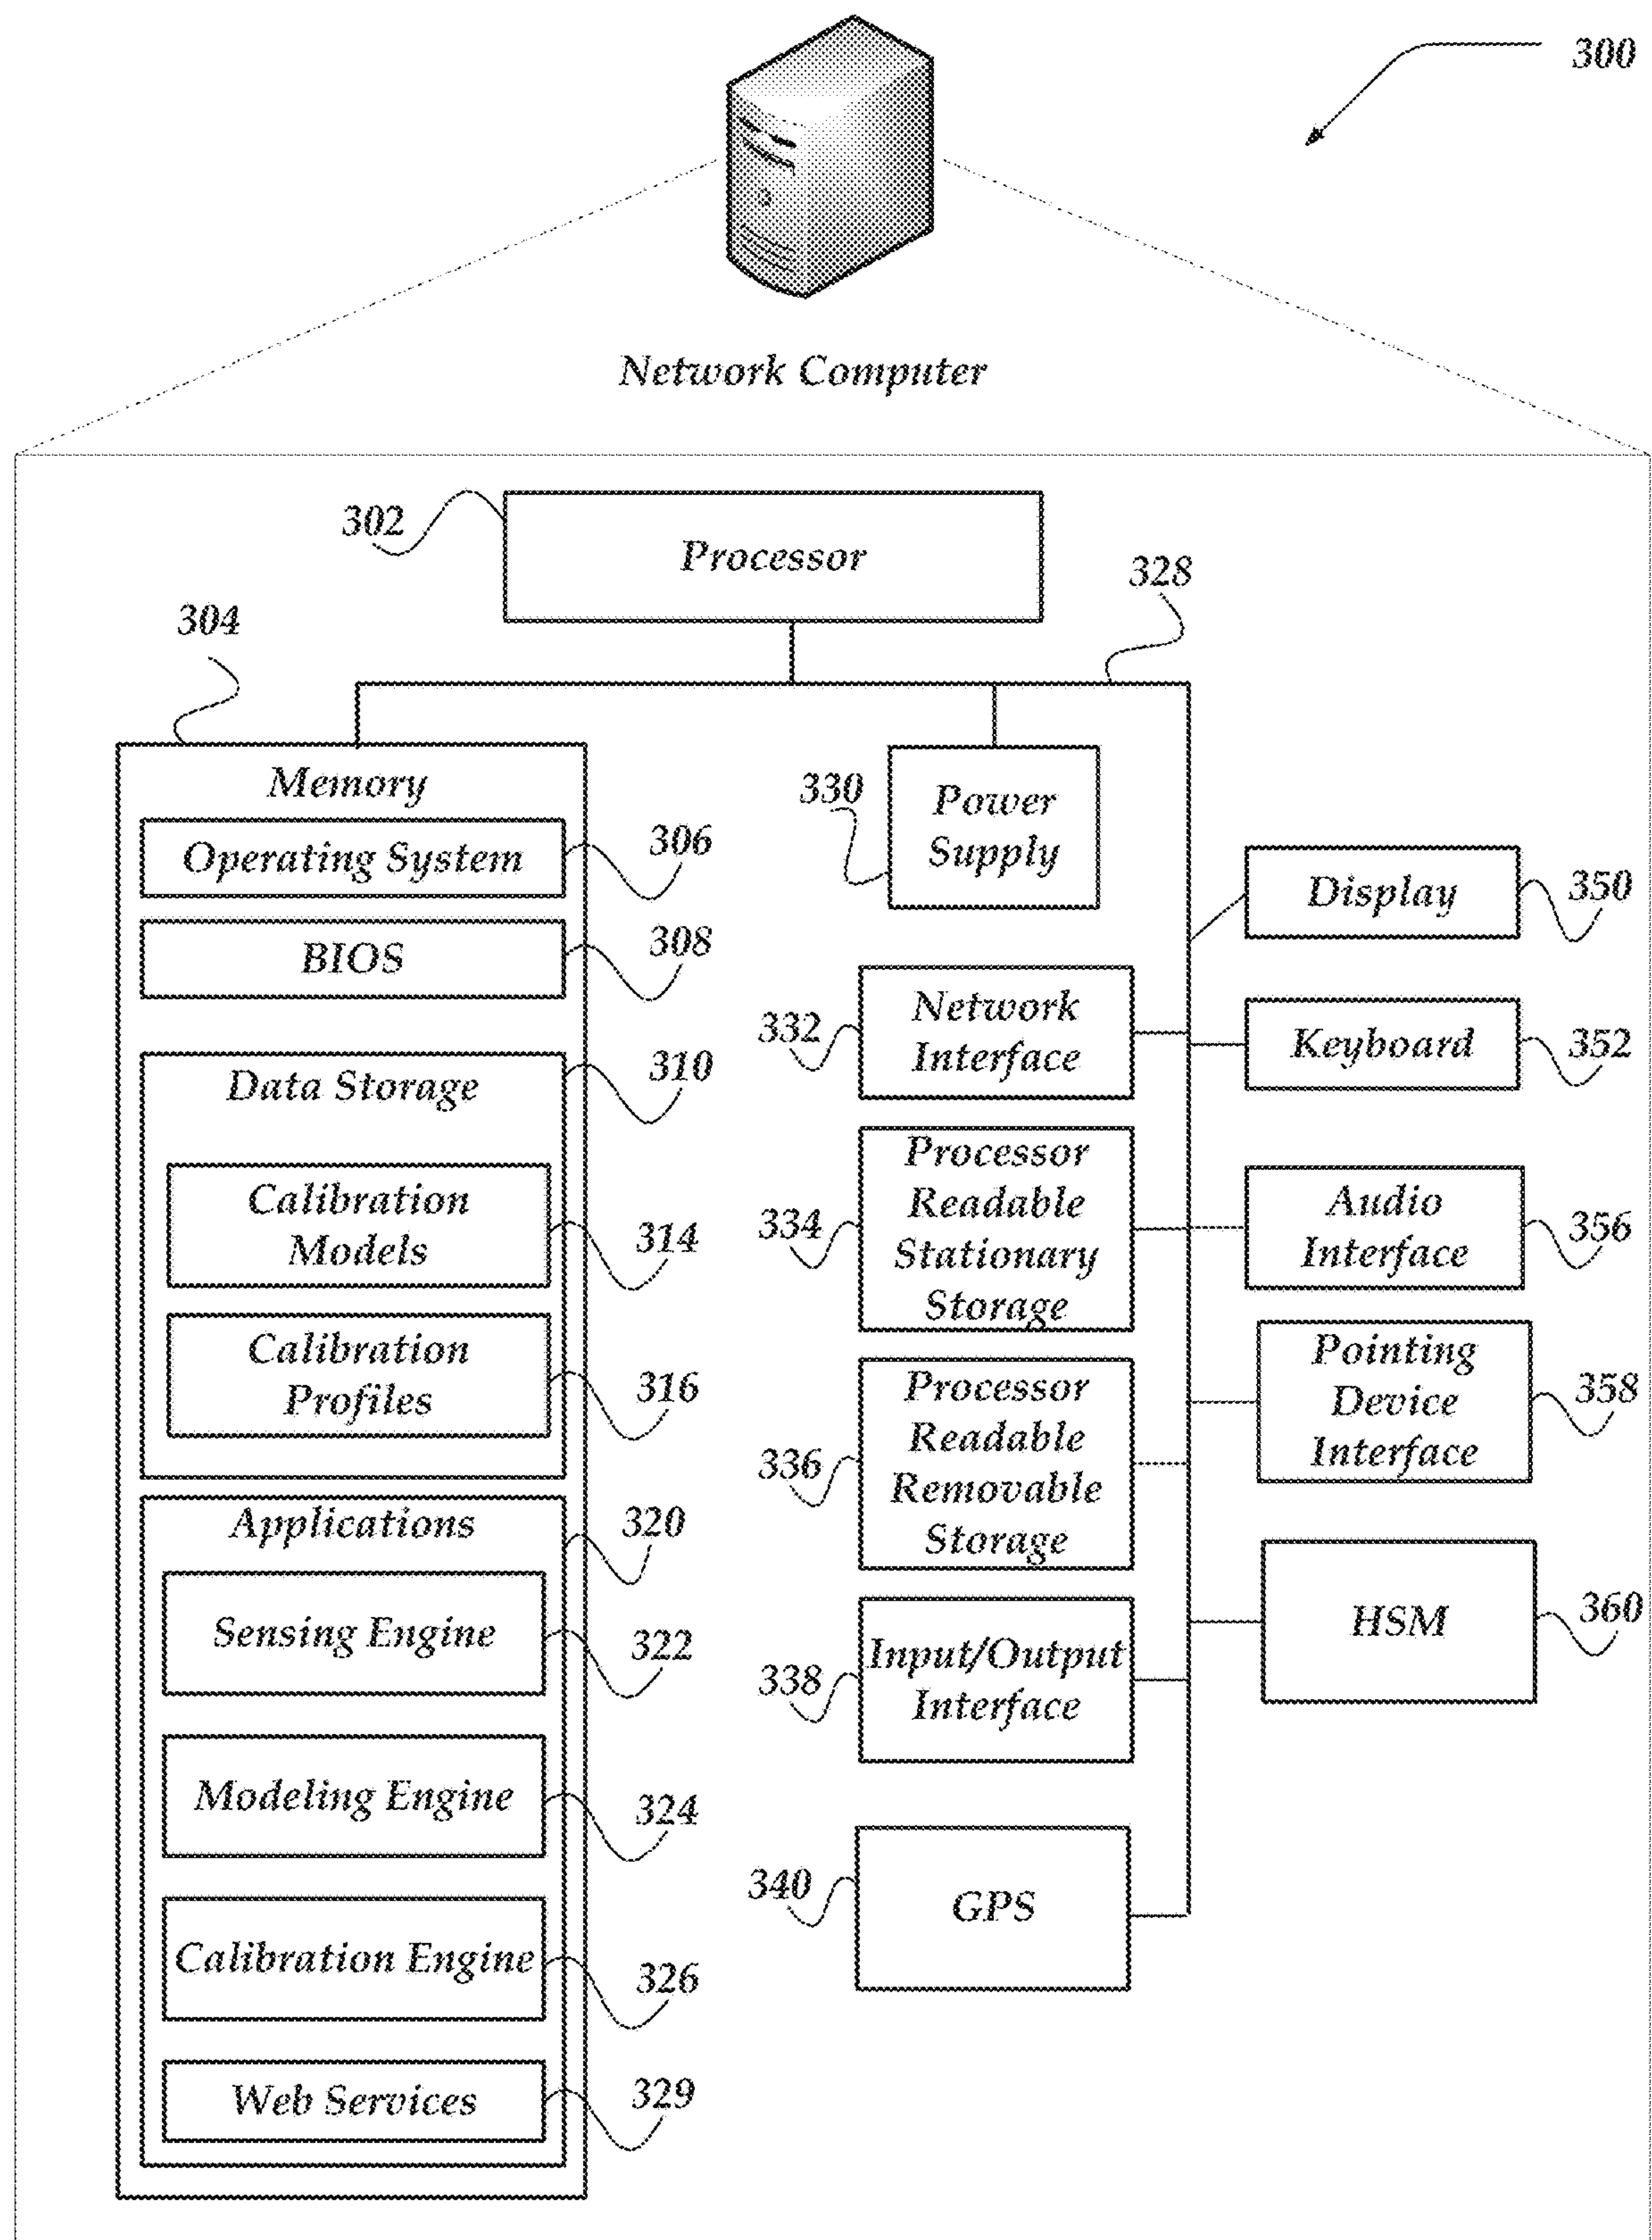 300
Network Computer
302
Processor
328
304
Memory
Operating System
306
BIOS
308
Data Storage
310
Calibration
Models
314
Calibration
Profiles
316
Applications
320
Sensing Engine
322
Modeling Engine
324
Calibration Engine
326
Web Services
329
330
Power
Supply
332
Network
Interface
334
Processor
Readable
Stationary
Storage
336
Processor
Readable
Removable
Storage
338
Input/Output
Interface
340
GPS
Display
350
Keyboard
352
Audio
Interface
356
Pointing
Device
Interface
358
HSM
360